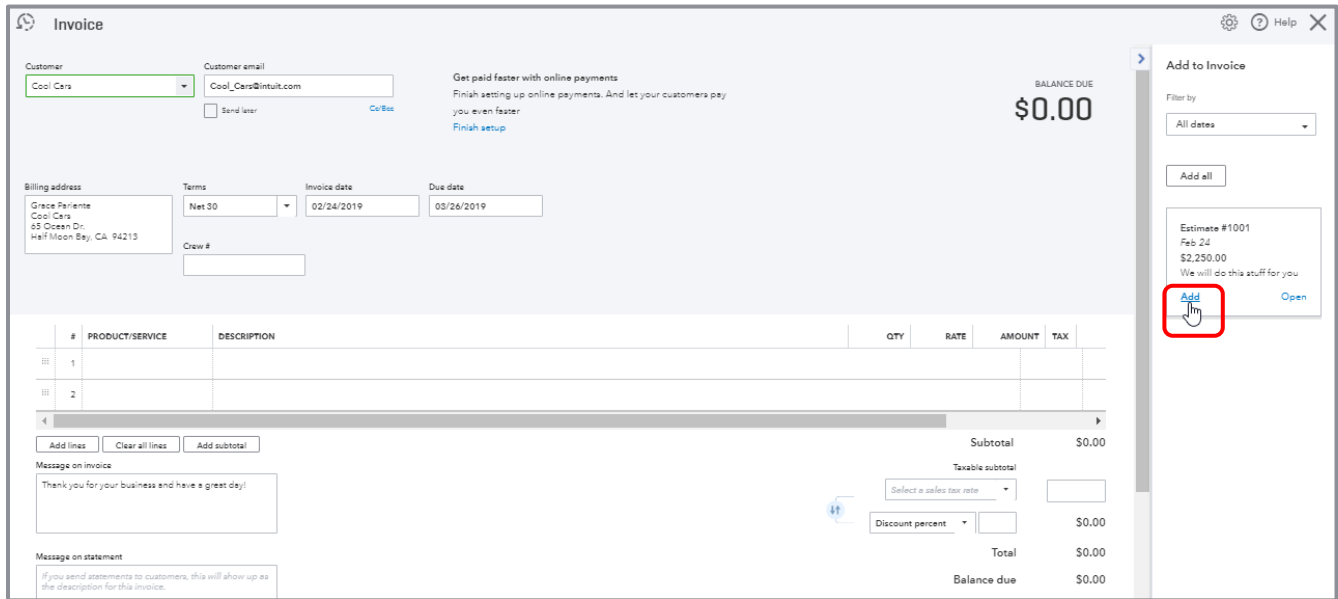 Invoice
Help
Customer
Cool Cars
Customer email
Cool_Cars@intuit.com
Send later
Cc/Bcc
Get paid faster with online payments
Finish setting up online payments. And let your customers pay
you even faster
Finish setup
BALANCE DUE
$0.00
Billing address
Grace Pariente
Cool Cars
65 Ocean Dr.
Half Moon Bay, CA 94213
Terms
Net 30
Invoice date
02/24/2019
Due date
03/26/2019
Crew #
# PRODUCT/SERVICE DESCRIPTION QTY RATE AMOUNT TAX
1
2
Add lines Clear all lines Add subtotal
Subtotal $0.00
Message on invoice
Thank you for your business and have a great day!
Taxable subtotal
Select a sales tax rate
Discount percent $0.00
Total $0.00
Balance due $0.00
Message on statement
If you send statements to customers, this will show up as
the description for this invoice.
Add to Invoice
Filter by
All dates
Add all
Estimate #1001
Feb 24
$2,250.00
We will do this stuff for you
Add Open